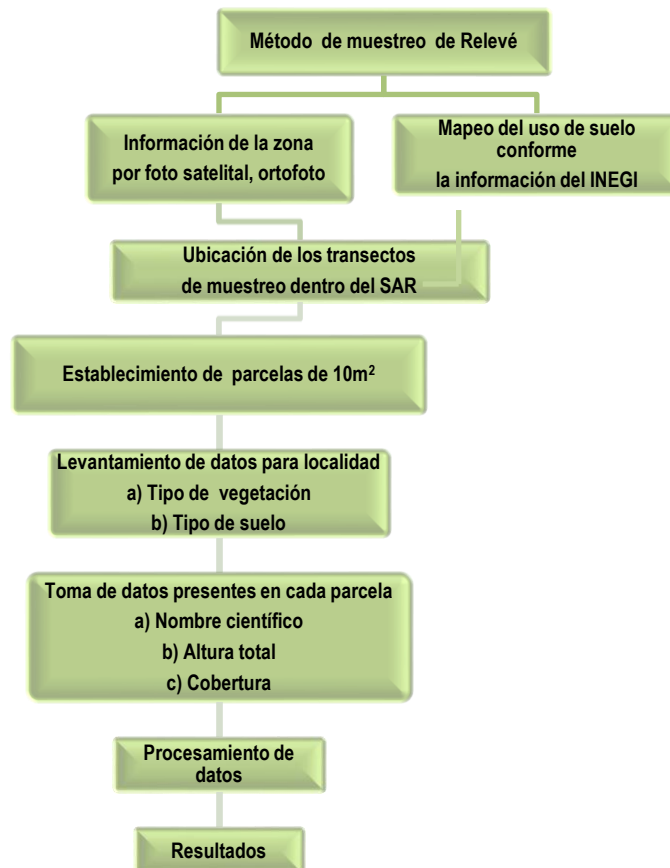 Método de muestreo de Relevé
Información de la zona
por foto satelital, ortofoto
Mapeo del uso de suelo
conforme
la información del INEGI
Ubicación de los transectos
de muestreo dentro del SAR
Establecimiento de parcelas de 10m²
Levantamiento de datos para localidad
a) Tipo de vegetación
b) Tipo de suelo
Toma de datos presentes en cada parcela
a) Nombre científico
b) Altura total
c) Cobertura
Procesamiento de
datos
Resultados